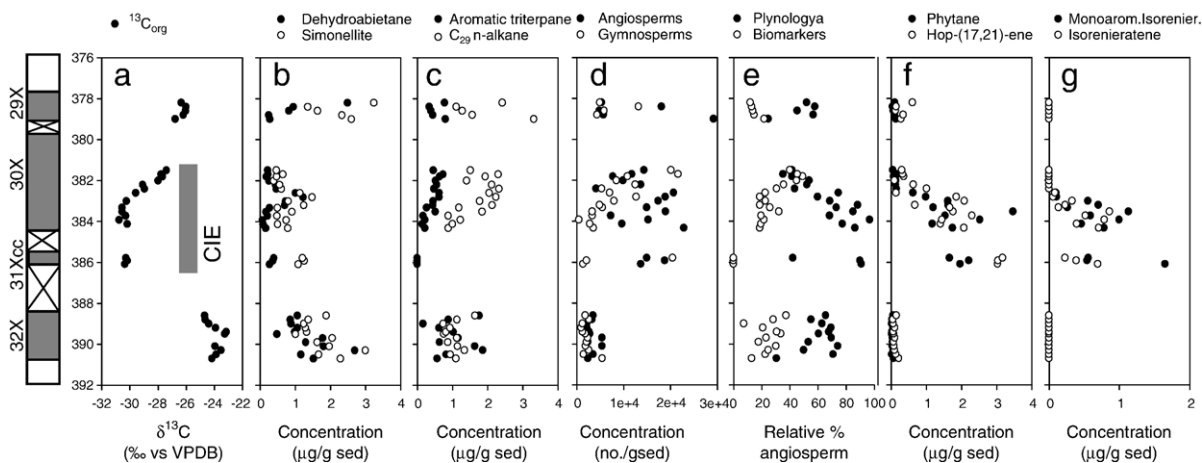 ¹³C_org
Dehydroabietane
Simonellite
Aromatic triterpane
C₂₉ n-alkane
Angiosperms
Gymnosperms
Plynologya
Biomarkers
Phytane
Hop-(17,21)-ene
Monoarom.Isorenier.
Isorenieratene
a
b
c
d
e
f
g
29X
30X
31Xcc
32X
376
378
380
382
384
386
388
390
392
CIE
-32 -30 -28 -26 -24 -22
0 1 2 3 4
0 1 2 3 4
0 1e+4 2e+4 3e+4
20 40 60 80 100
0 1 2 3 4
0 1 2
δ¹³C
(‰ vs VPDB)
Concentration
(μg/g sed)
Concentration
(μg/g sed)
Concentration
(no./gsed)
Relative %
angiosperm
Concentration
(μg/g sed)
Concentration
(μg/g sed)